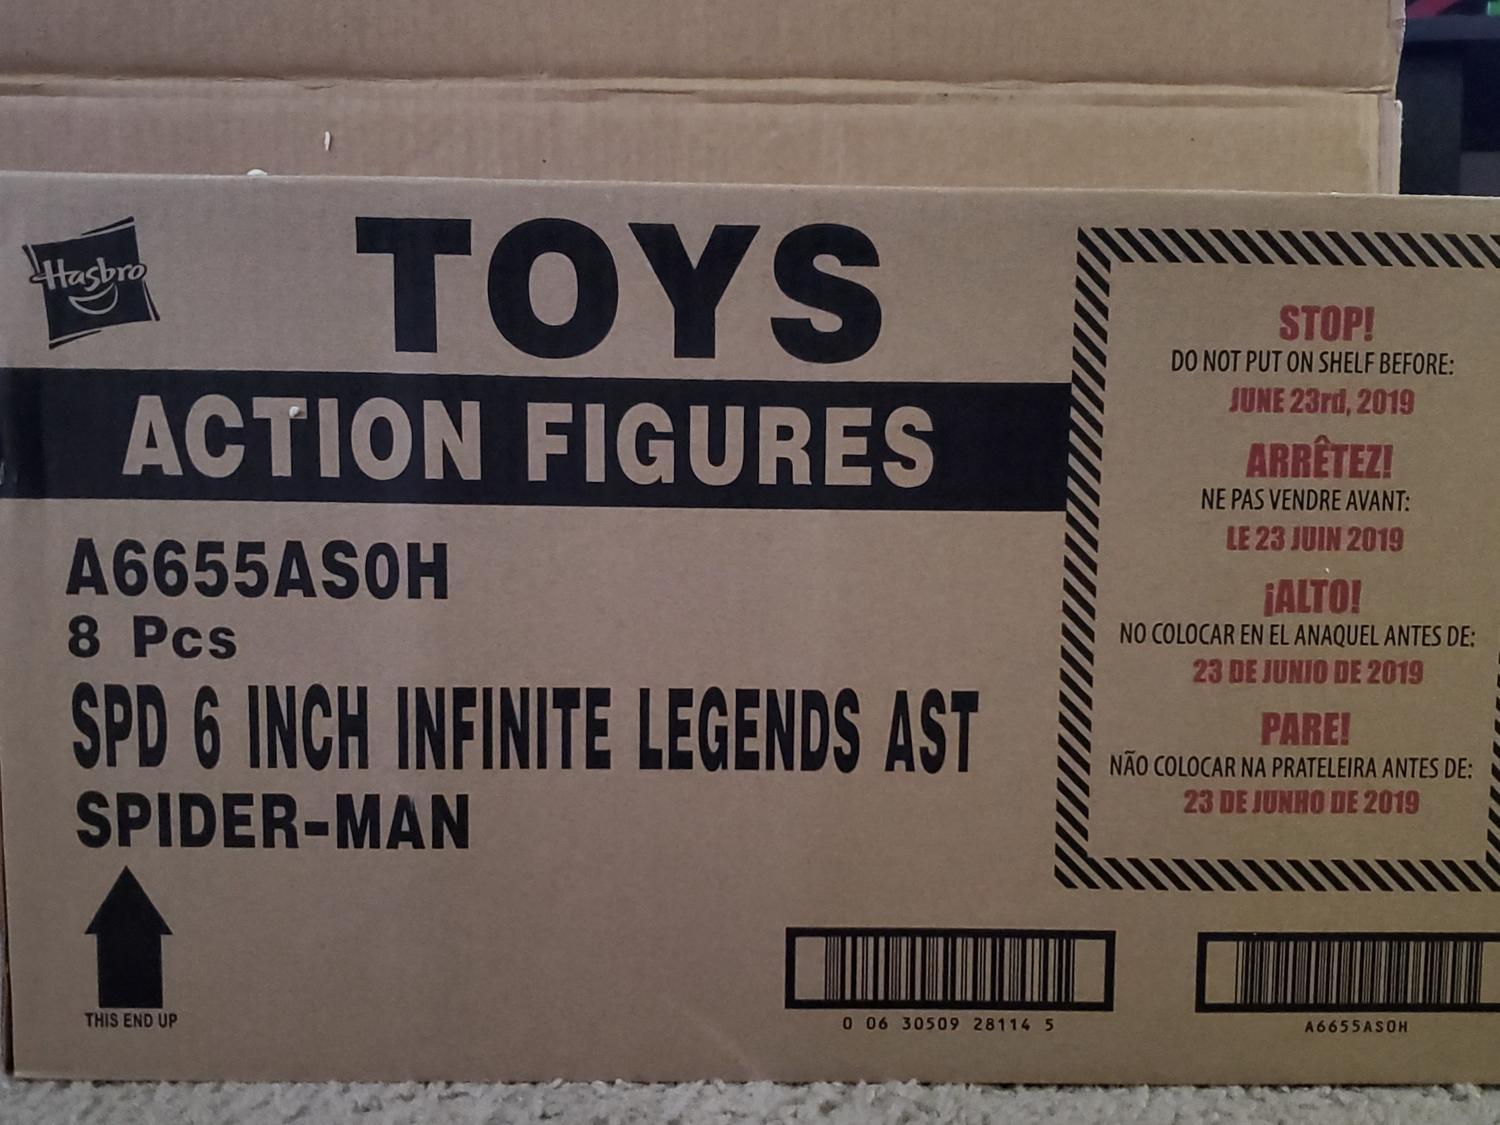 Hasbro
TOYS
ACTION FIGURES
A6655AS0H
8 Pcs
SPD 6 INCH INFINITE LEGENDS AST
SPIDER-MAN
THIS END UP
STOP!
DO NOT PUT ON SHELF BEFORE:
JUNE 23rd, 2019
ARRÊTEZ!
NE PAS VENDRE AVANT:
LE 23 JUIN 2019
¡ALTO!
NO COLOCAR EN EL ANAQUEL ANTES DE:
23 DE JUNIO DE 2019
PARE!
NÃO COLOCAR NA PRATELEIRA ANTES DE:
23 DE JUNHO DE 2019
0 06 30509 28114 5
A6655AS0H